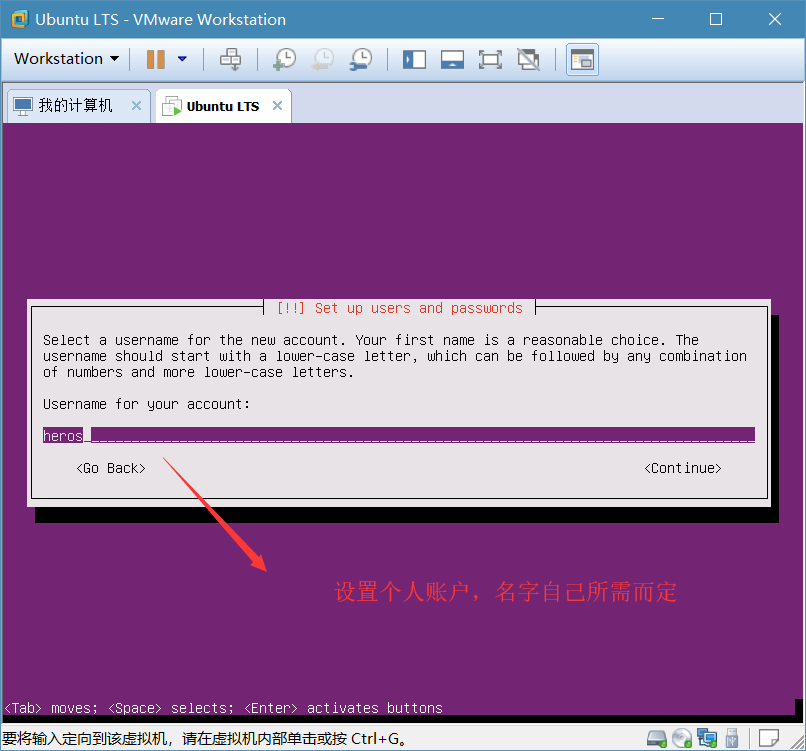 Ubuntu LTS - VMware Workstation
Workstation
我的计算机
Ubuntu LTS
[!!] Set up users and passwords
Select a username for the new account. Your first name is a reasonable choice. The
username should start with a lower-case letter, which can be followed by any combination
of numbers and more lower-case letters.
Username for your account:
heros
<Go Back>
<Continue>
设置个人账户，名字自己所需而定
<Tab> moves; <Space> selects; <Enter> activates buttons
要将输入定向到该虚拟机，请在虚拟机内部单击或按 Ctrl+G。